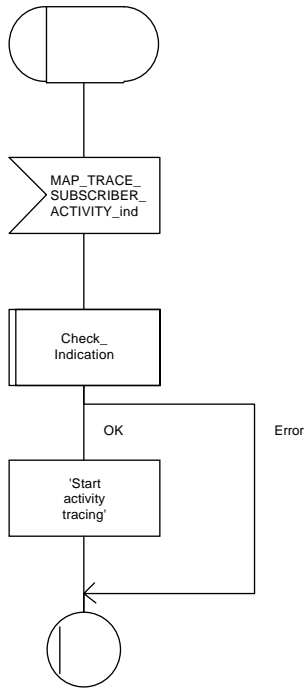 MAP_TRACE_
SUBSCRIBER_
ACTIVITY_ind
Check_
Indication
OK
Error
'Start
activity
tracing'